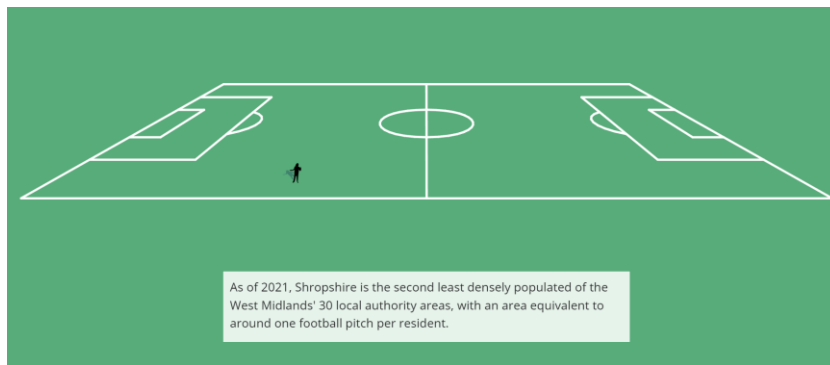 As of 2021, Shropshire is the second least densely populated of the
West Midlands' 30 local authority areas, with an area equivalent to
around one football pitch per resident.